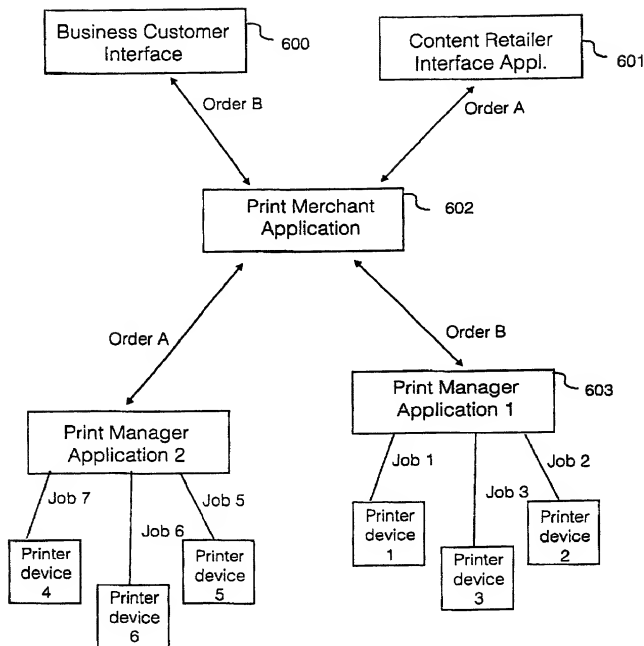 Business Customer
Interface
600
Content Retailer
Interface Appl.
601
Order B
Order A
Print Merchant
Application
602
Order A
Order B
Print Manager
Application 1
603
Print Manager
Application 2
Job 1
Job 2
Job 3
Job 7
Job 5
Job 6
Printer
device
1
Printer
device
2
Printer
device
3
Printer
device
4
Printer
device
5
Printer
device
6